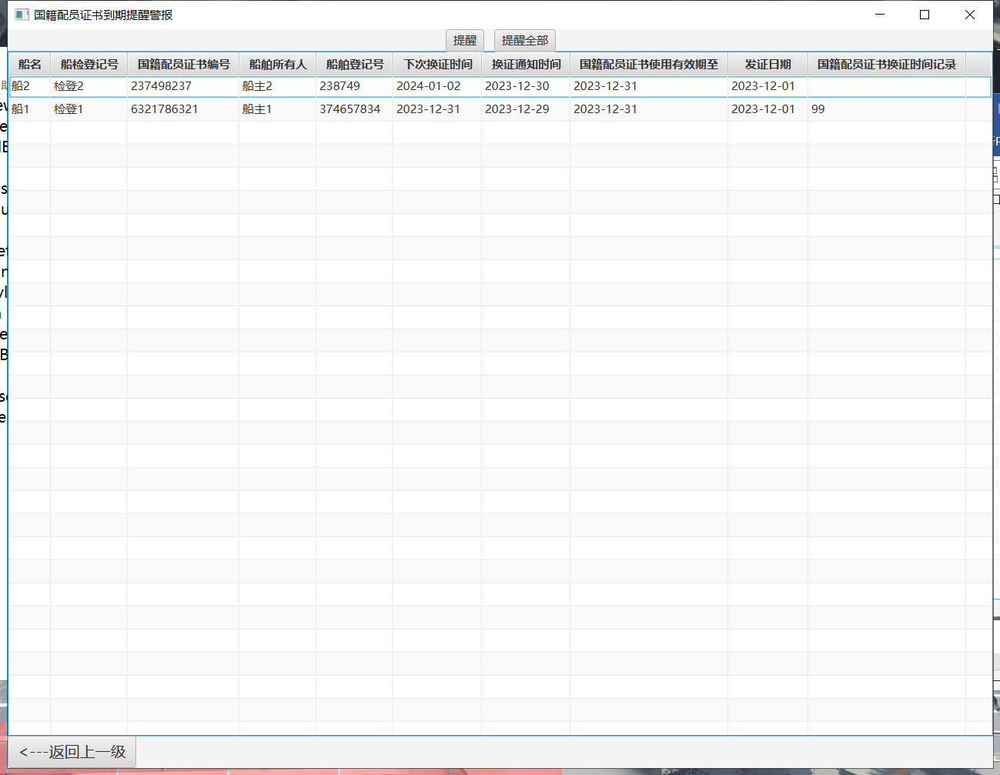 国籍配员证书到期提醒警报
提醒 提醒全部
船名 船检登记号 国籍配员证书编号 船舶所有人 船舶登记号 下次换证时间 换证通知时间 国籍配员证书使用有效期至 发证日期 国籍配员证书换证时间记录
船2 检登2 237498237 船主2 238749 2024-01-02 2023-12-30 2023-12-31 2023-12-01
船1 检登1 6321786321 船主1 374657834 2023-12-31 2023-12-29 2023-12-31 2023-12-01 99
<---返回上一级